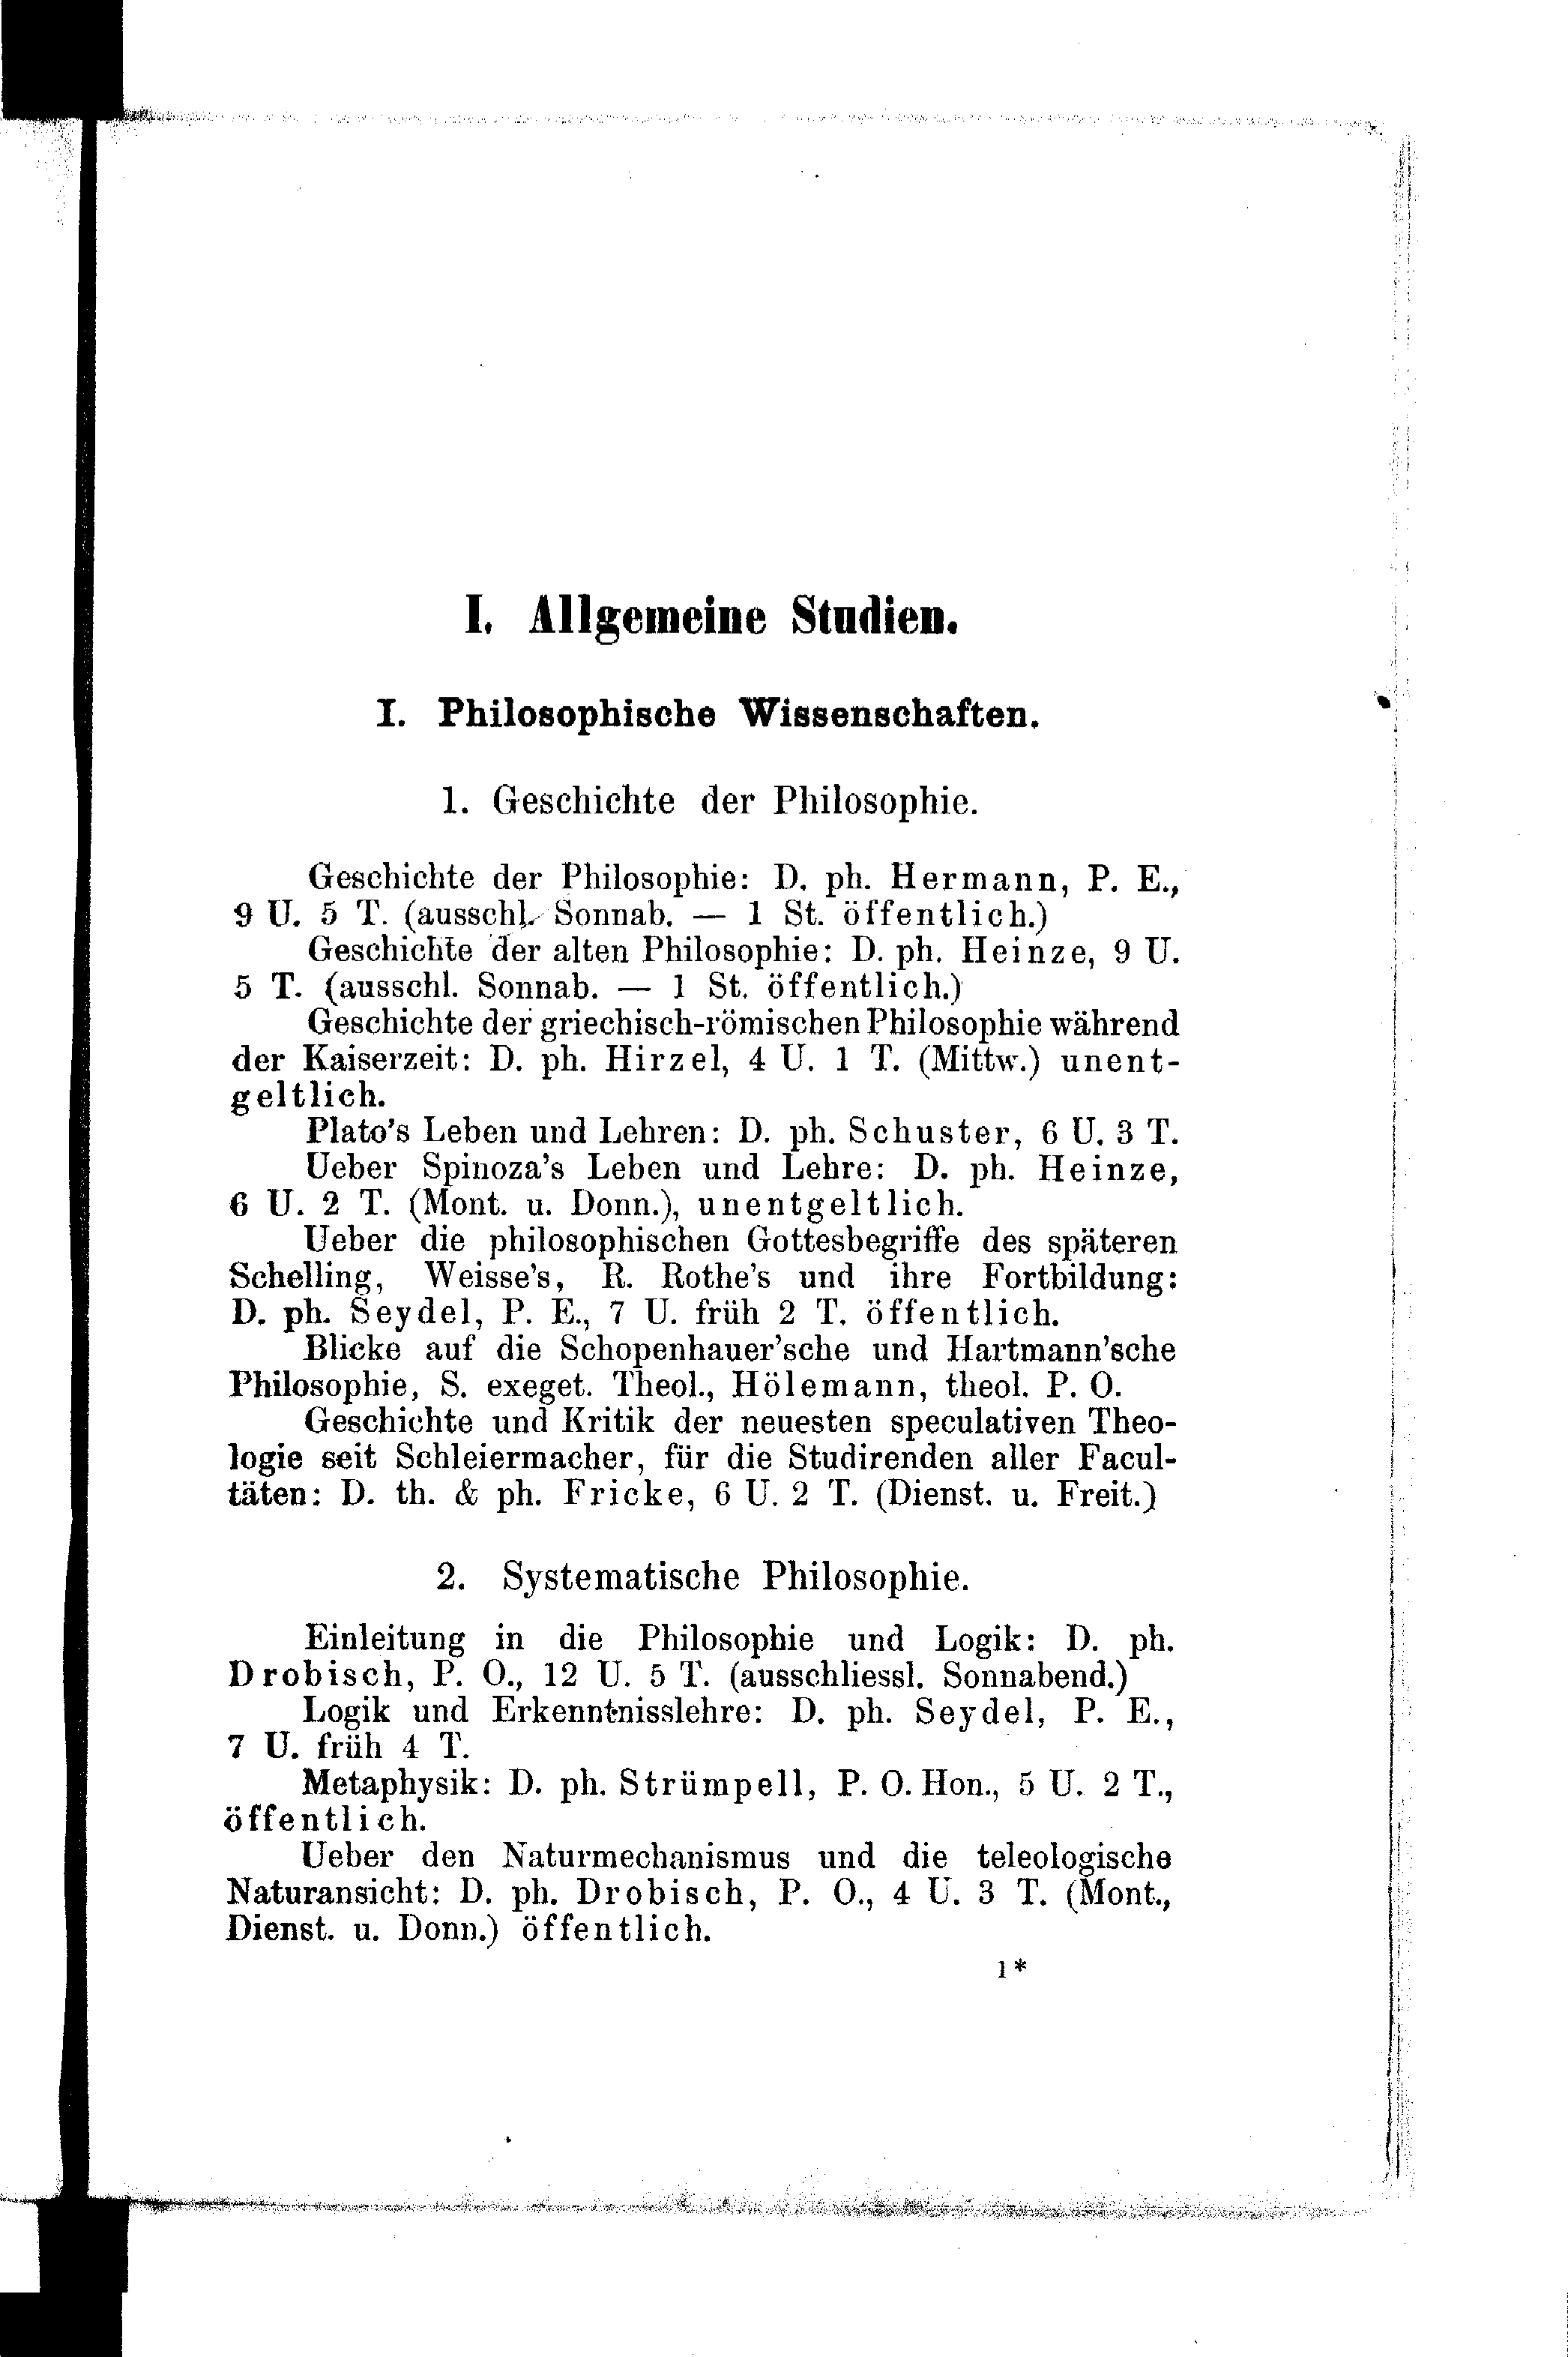 I. Allgemeine Studien.
I. Philosophische Wissenschaften.
1. Geschichte der Philosophie.
Geschichte der Philosophie: D. ph. Hermann, P. E.,
9 U. 5 T. (ausschl. Sonnab. — 1 St. öffentlich.)
Geschichte der alten Philosophie: D. ph. Heinze, 9 U.
5 T. (ausschl. Sonnab. — 1 St. öffentlich.)
Geschichte der griechisch-römischen Philosophie während
der Kaiserzeit: D. ph. Hirzel, 4 U. 1 T. (Mittw.) unent-
geltlich.
Plato's Leben und Lehren: D. ph. Schuster, 6 U. 3 T.
Ueber Spinoza's Leben und Lehre: D. ph. Heinze,
6 U. 2 T. (Mont. u. Donn.), unentgeltlich.
Ueber die philosophischen Gottesbegriffe des späteren
Schelling, Weisse's, R. Rothe's und ihre Fortbildung:
D. ph. Seydel, P. E., 7 U. früh 2 T. öffentlich.
Blicke auf die Schopenhauer'sche und Hartmann'sche
Philosophie, S. exeget. Theol., Hölemann, theol. P. O.
Geschichte und Kritik der neuesten speculativen Theo-
logie seit Schleiermacher, für die Studirenden aller Facul-
täten: D. th. & ph. Fricke, 6 U. 2 T. (Dienst. u. Freit.)
2. Systematische Philosophie.
Einleitung in die Philosophie und Logik: D. ph.
Drobisch, P. O., 12 U. 5 T. (ausschliessl. Sonnabend.)
Logik und Erkenntnisslehre: D. ph. Seydel, P. E.,
7 U. früh 4 T.
Metaphysik: D. ph. Strümpell, P. O. Hon., 5 U. 2 T.,
öffentlich.
Ueber den Naturmechanismus und die teleologische
Naturansicht: D. ph. Drobisch, P. O., 4 U. 3 T. (Mont.,
Dienst. u. Donn.) öffentlich.
1*